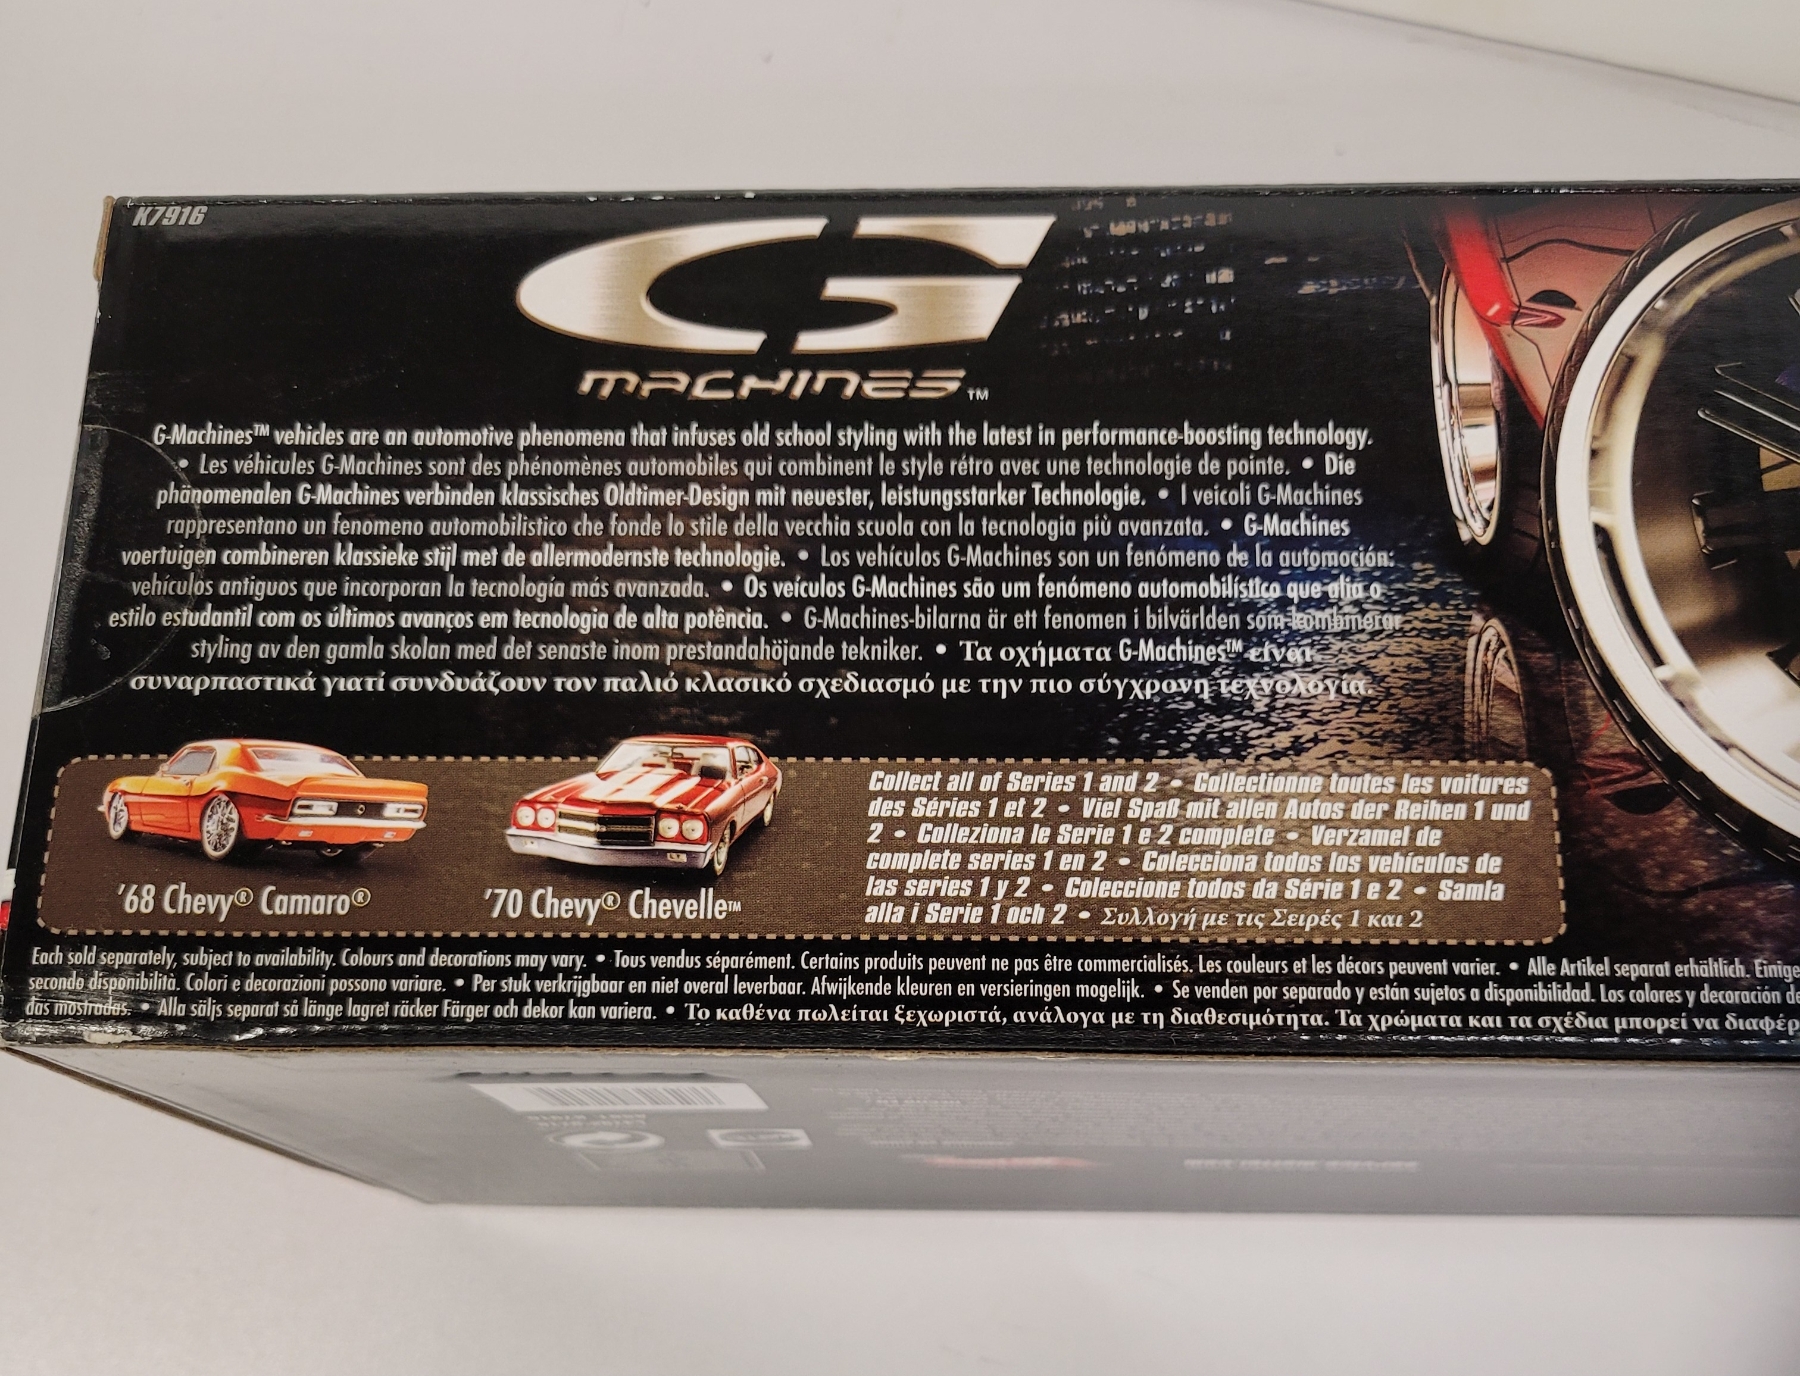 K7916
G
MACHINES™
G-Machines™ vehicles are an automotive phenomena that infuses old school styling with the latest in performance-boosting technology.
• Les véhicules G-Machines sont des phénomènes automobiles qui combinent le style rétro avec une technologie de pointe. • Die
phänomenalen G-Machines verbinden klassisches Oldtimer-Design mit neuester, leistungsstarker Technologie. • I veicoli G-Machines
rappresentano un fenomeno automobilistico che fonde lo stile della vecchia scuola con la tecnologia più avanzata. • G-Machines
voertuigen combineren klassieke stijl met de allermodernste technologie. • Los vehículos G-Machines son un fenómeno de la automoción:
vehículos antiguos que incorporan la tecnología más avanzada. • Os veículos G-Machines são um fenómeno automobilístico que alia o
estilo estudantil com os últimos avanços em tecnologia de alta potência. • G-Machines-bilarna är ett fenomen i bilvärlden som kombinerar
styling av den gamla skolan med det senaste inom prestandahöjande tekniker. • Τα οχήματα G-Machines™ είναι
συναρπαστικά γιατί συνδυάζουν τον παλιό κλασικό σχεδιασμό με την πιο σύγχρονη τεχνολογία.
'68 Chevy® Camaro®
'70 Chevy® Chevelle™
Collect all of Series 1 and 2 • Collectionne toutes les voitures
des Séries 1 et 2 • Viel Spaß mit allen Autos der Reihen 1 und
2 • Colleziona le Serie 1 e 2 complete • Verzamel de
complete series 1 en 2 • Colecciona todos los vehículos de
las series 1 y 2 • Coleccione todos da Série 1 e 2 • Samla
alla i Serie 1 och 2 • Συλλογή με τις Σειρές 1 και 2
Each sold separately, subject to availability. Colours and decorations may vary. • Tous vendus séparément. Certains produits peuvent ne pas être commercialisés. Les couleurs et les décors peuvent varier. • Alle Artikel separat erhältlich. Einige
secondo disponibilità. Colori e decorazioni possono variare. • Per stuk verkrijgbaar en niet overal leverbaar. Afwijkende kleuren en versieringen mogelijk. • Se venden por separado y están sujetos a disponibilidad. Los colores y decoración de
das mostradas. • Alla säljs separat så länge lagret räcker Färger och dekor kan variera. • Το καθένα πωλείται ξεχωριστά, ανάλογα με τη διαθεσιμότητα. Τα χρώματα και τα σχέδια μπορεί να διαφέρ